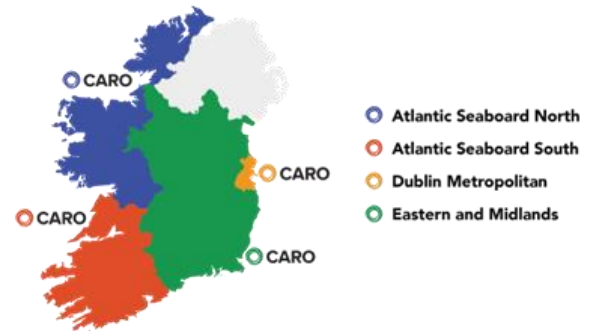 CARO
CARO
CARO
CARO
Atlantic Seaboard North
Atlantic Seaboard South
Dublin Metropolitan
Eastern and Midlands